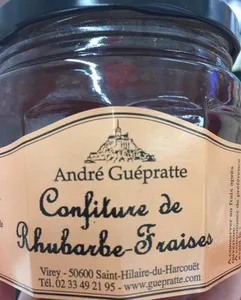 André Guépratte
Confiture de
Rhubarbe-Fraises
Virey - 50600 Saint-Hilaire-du-Harcouët
Tél. 02 33 49 21 95 - www.guepratte.com